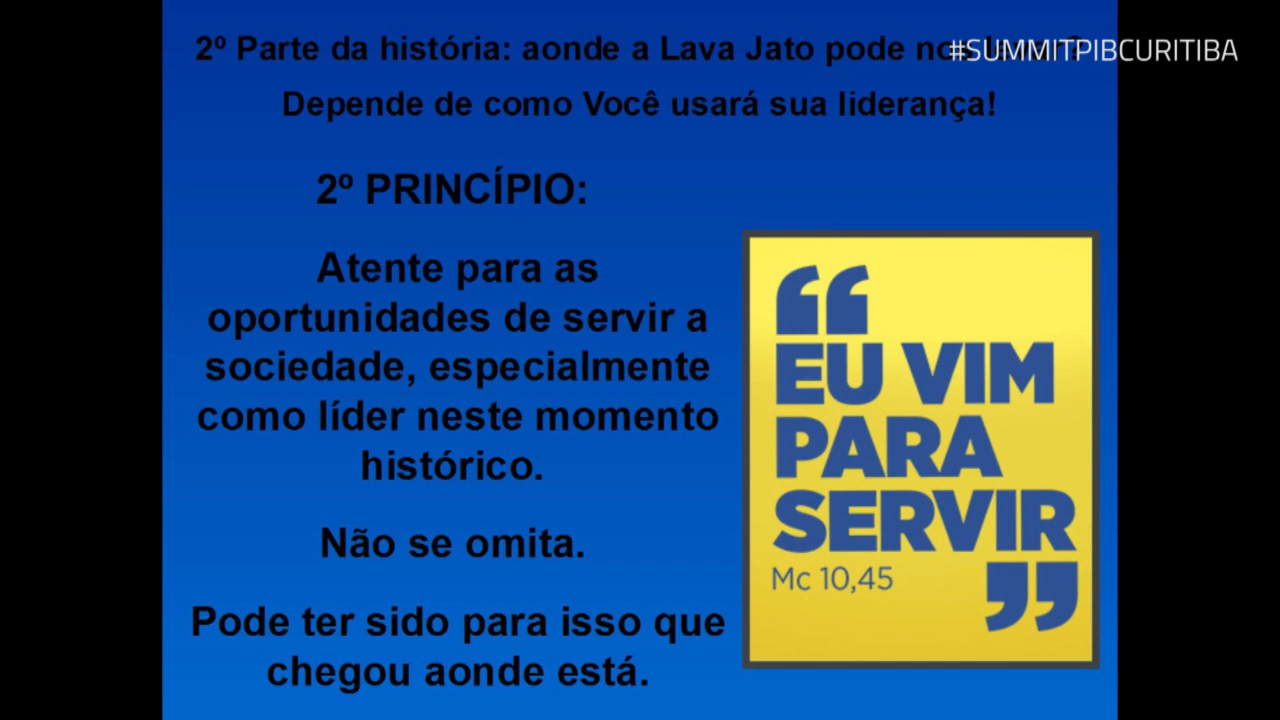 2º Parte da história: aonde a Lava Jato pode
#SUMMITPIBCURITIBA
Depende de como Você usará sua liderança!
2º PRINCÍPIO:
Atente para as
oportunidades de servir a
sociedade, especialmente
como líder neste momento
histórico.
Não se omita.
Pode ter sido para isso que
chegou aonde está.
“
EU VIM
PARA
SERVIR
Mc 10,45
”